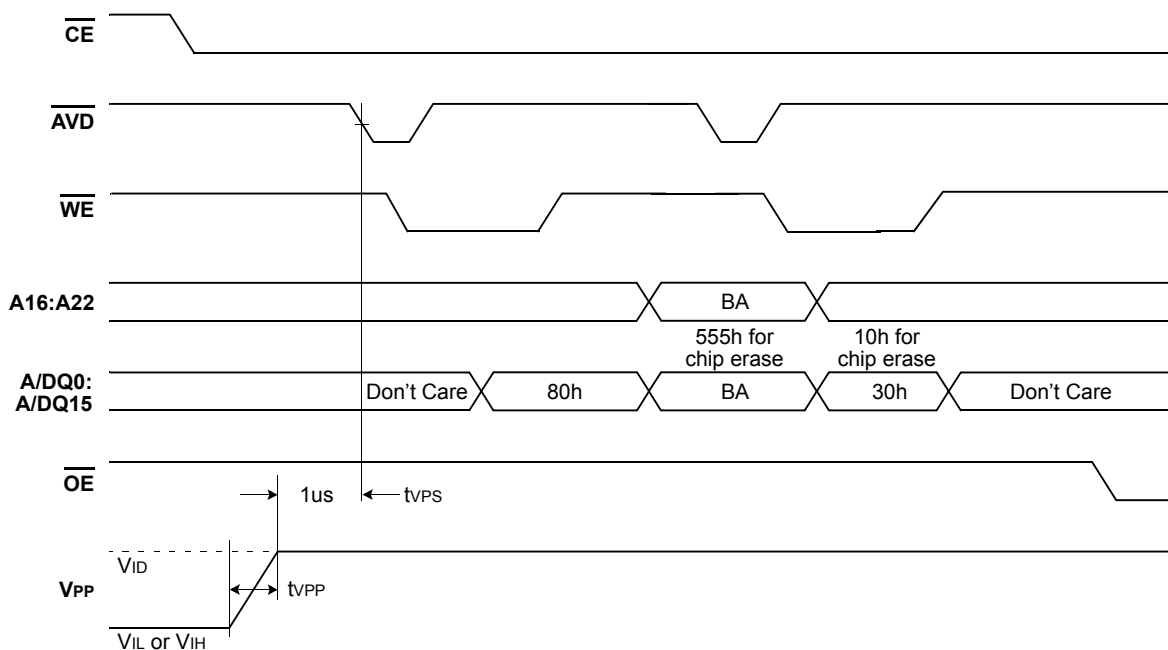 CE
AVD
WE
A16:A22
BA
555h for
chip erase
10h for
chip erase
A/DQ0:
A/DQ15
Don't Care
80h
BA
30h
Don't Care
OE
1us
tVPS
VID
VPP
tVPP
VIL or VIH